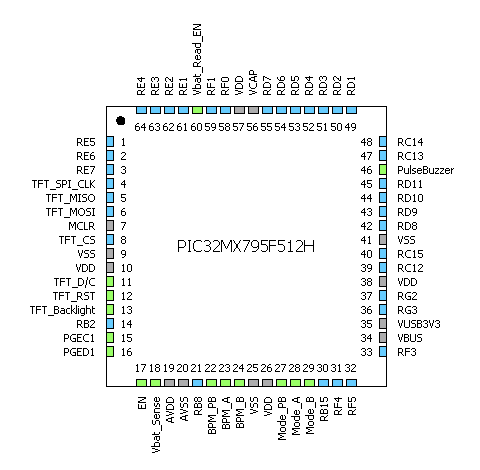 RE4
RE3
RE2
RE1
Vbat_Read_EN
RF1
RF0
VDD
VCAP
RD7
RD6
RD5
RD4
RD3
RD2
RD1
64 63 62 61 60 59 58 57 56 55 54 53 52 51 50 49
RE5 1 48 RC14
RE6 2 47 RC13
RE7 3 46 PulseBuzzer
TFT_SPI_CLK 4 45 RD11
TFT_MISO 5 44 RD10
TFT_MOSI 6 43 RD9
MCLR 7 42 RD8
TFT_CS 8 41 VSS
VSS 9 40 RC15
VDD 10 39 RC12
TFT_D/C 11 38 VDD
TFT_RST 12 37 RG2
TFT_Backlight 13 36 RG3
RB2 14 35 VUSB3V3
PGEC1 15 34 VBUS
PGED1 16 33 RF3
PIC32MX795F512H
17 18 19 20 21 22 23 24 25 26 27 28 29 30 31 32
EN
Vbat_Sense
AVDD
AVSS
RB8
BPM_PB
BPM_A
BPM_B
VSS
VDD
Mode_PB
Mode_A
Mode_B
RB15
RF4
RF5